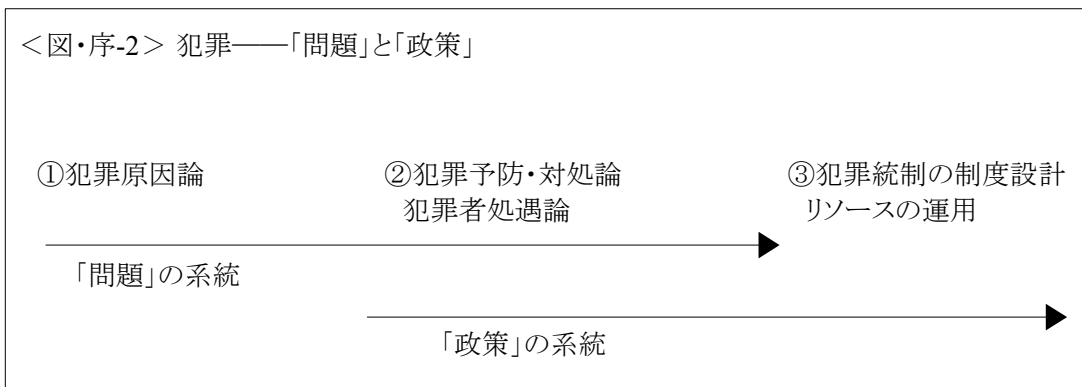 <図・序-2> 犯罪――「問題」と「政策」
①犯罪原因論 ②犯罪予防・対処論 ③犯罪統制の制度設計
犯罪者処遇論 リソースの運用
「問題」の系統
「政策」の系統